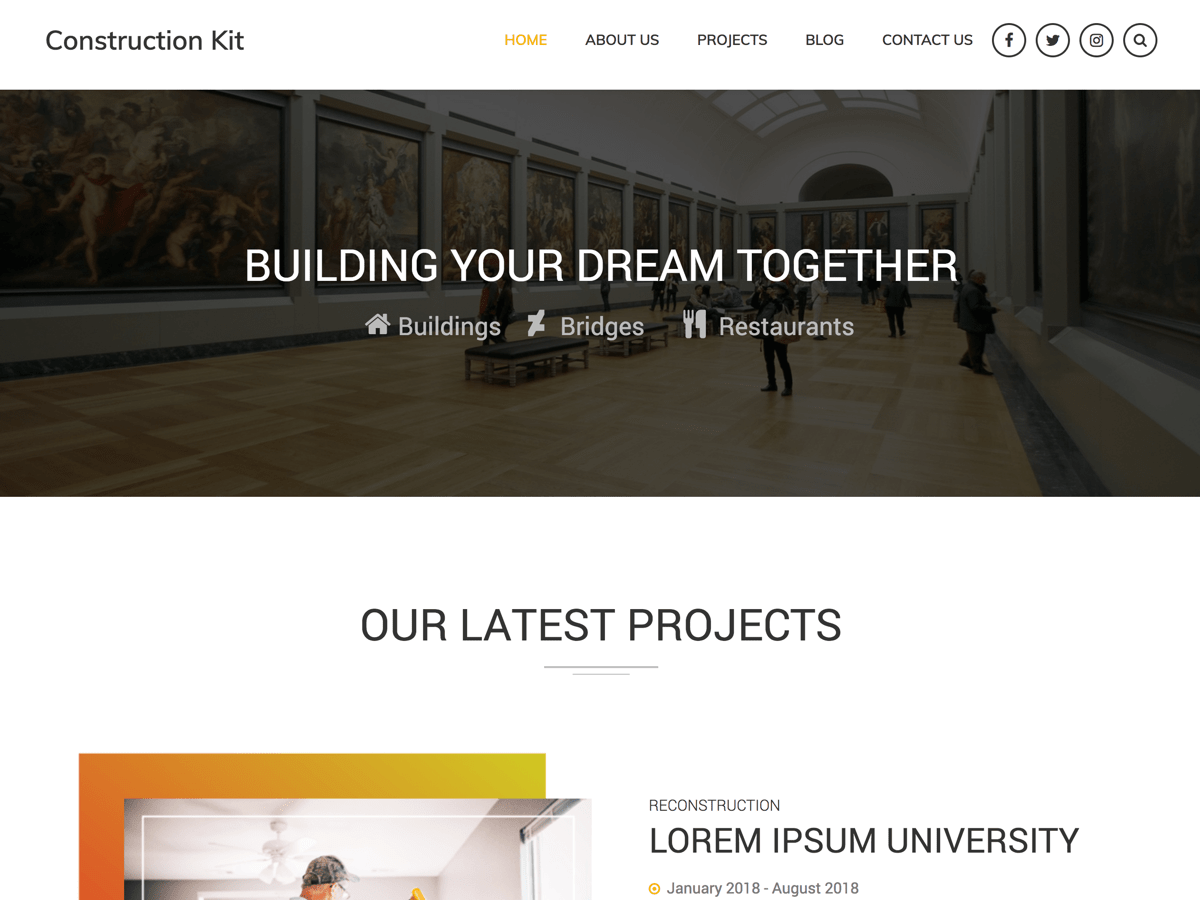 Construction Kit
HOME ABOUT US PROJECTS BLOG CONTACT US
BUILDING YOUR DREAM TOGETHER
Buildings Bridges Restaurants
OUR LATEST PROJECTS
RECONSTRUCTION
LOREM IPSUM UNIVERSITY
January 2018 - August 2018